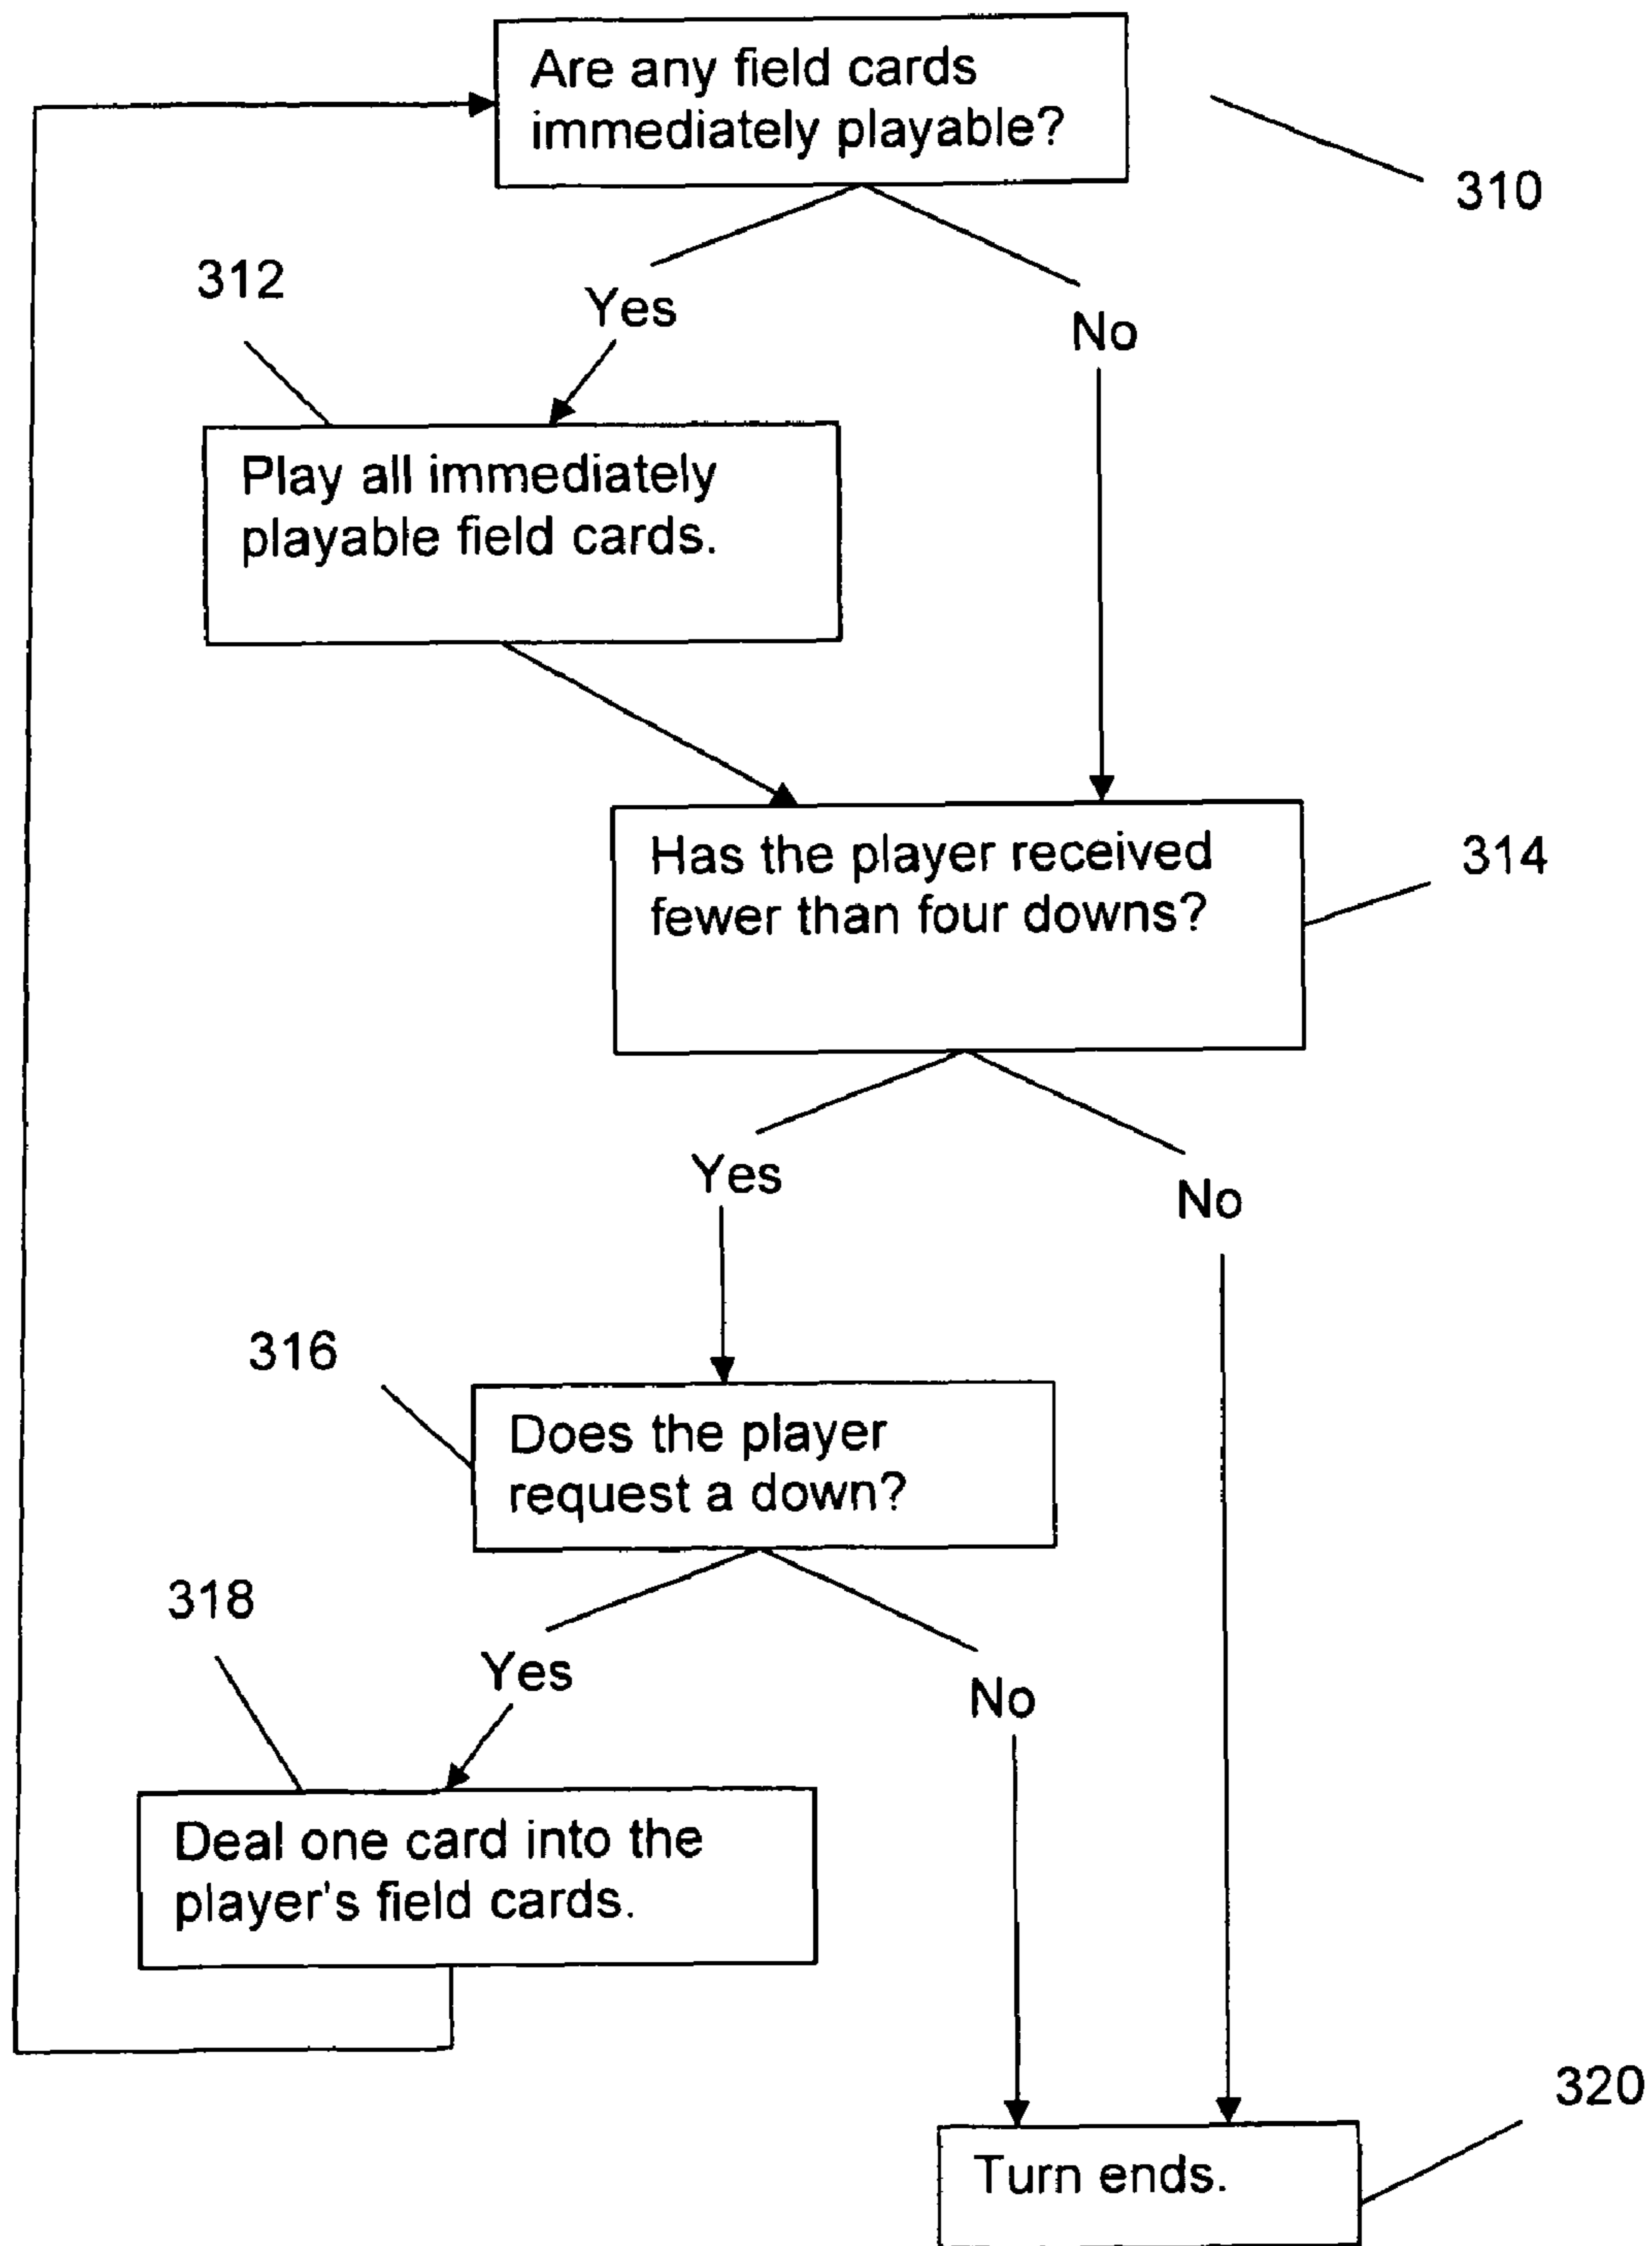 Are any field cards
immediately playable?
310
312
Yes
No
Play all immediately
playable field cards.
Has the player received
fewer than four downs?
314
Yes
No
316
Does the player
request a down?
318
Yes
No
Deal one card into the
player's field cards.
320
Turn ends.